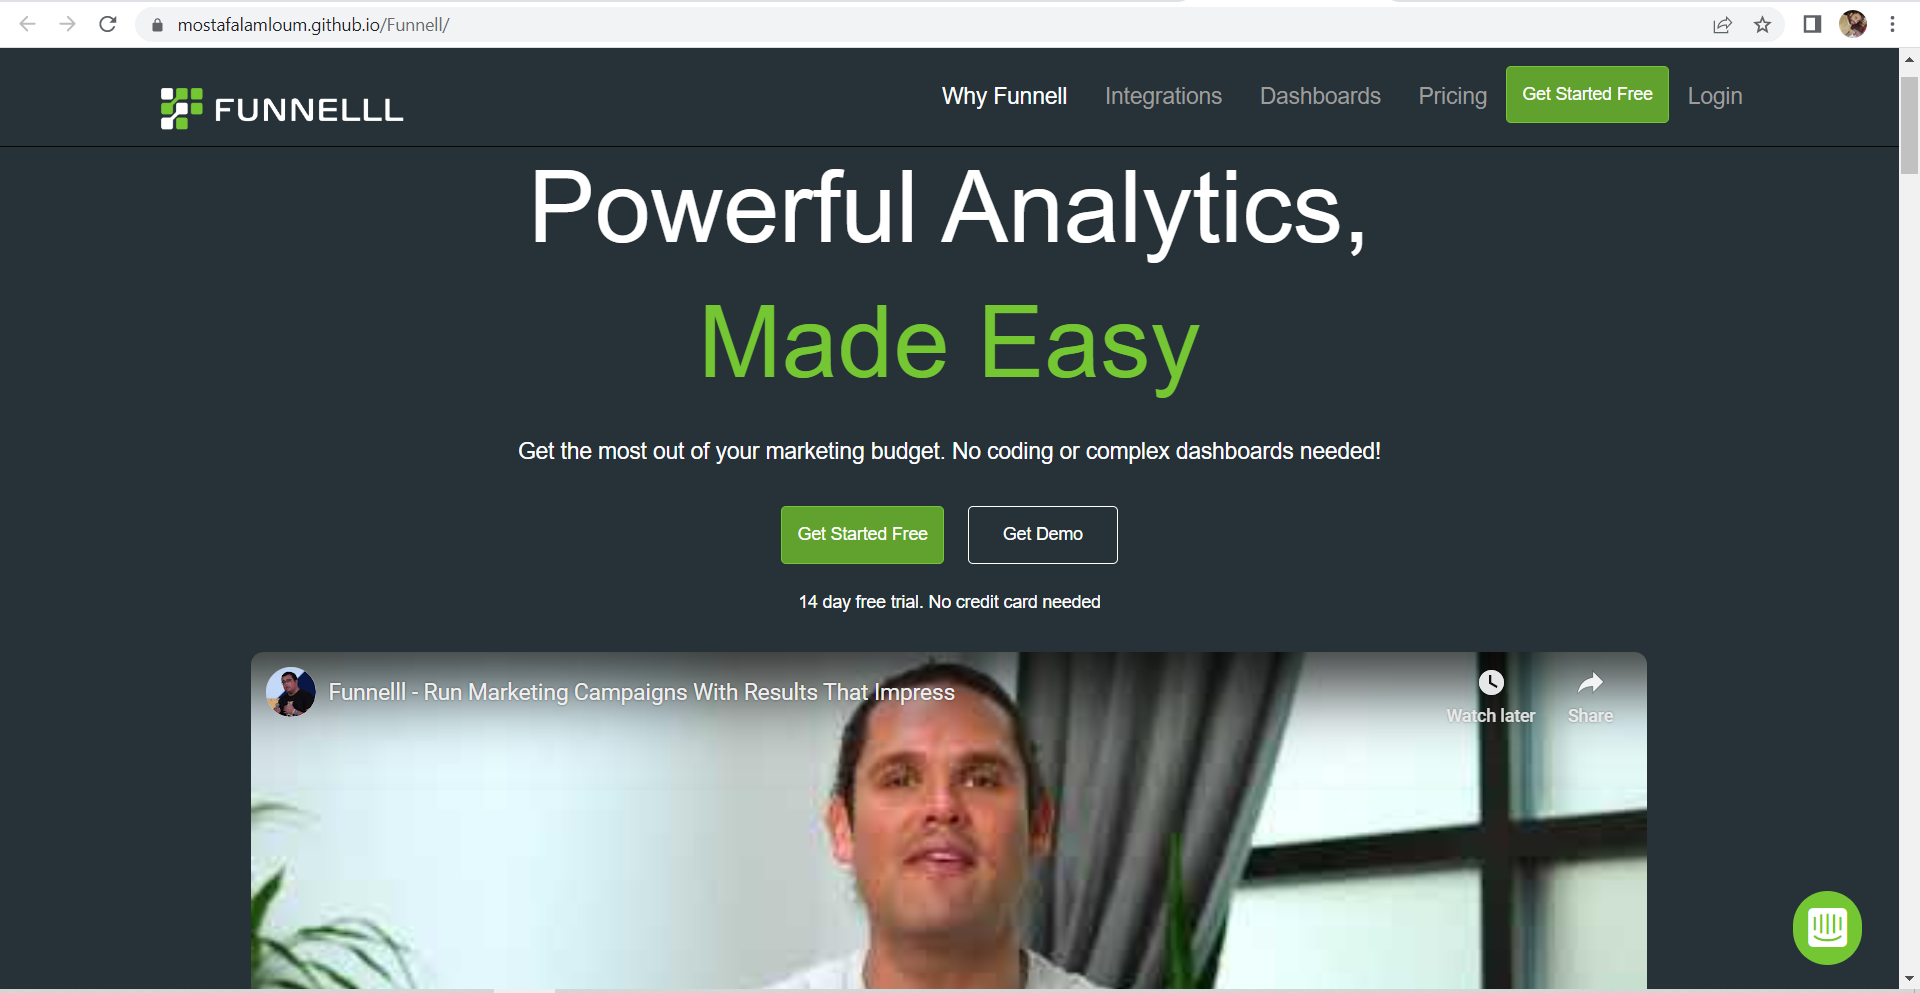 mostafalamloum.github.io/Funnell/
FUNNELLL
Why Funnell Integrations Dashboards Pricing Get Started Free Login
Powerful Analytics,
Made Easy
Get the most out of your marketing budget. No coding or complex dashboards needed!
Get Started Free Get Demo
14 day free trial. No credit card needed
Funnelll - Run Marketing Campaigns With Results That Impress
Watch later Share